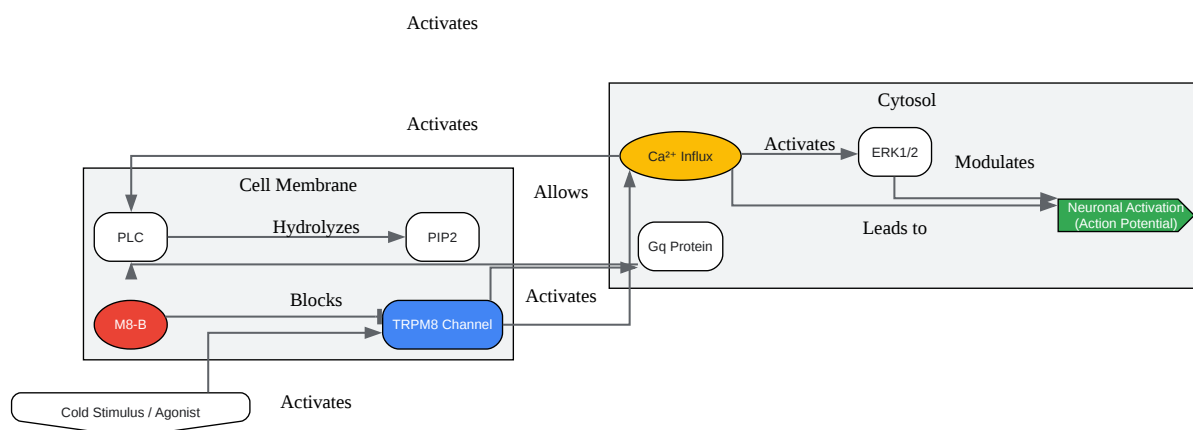 Activates
Cytosol
Activates
Ca²⁺ Influx
Activates
ERK1/2
Modulates
Cell Membrane
Allows
Neuronal Activation
(Action Potential)
PLC
Hydrolyzes
PIP2
Leads to
Gq Protein
Blocks
Activates
M8-B
TRPM8 Channel
Cold Stimulus / Agonist
Activates